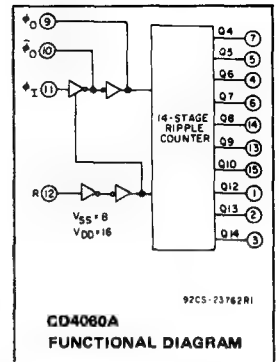 ϕO 9
ϕ̄O 10
ϕI 11
R 12
VSS = 8
VDD = 16
14-STAGE
RIPPLE
COUNTER
Q4 7
Q5 5
Q6 4
Q7 6
Q8 14
Q9 13
Q10 15
Q12 1
Q13 2
Q14 3
92CS-23762R1
CD4060A
FUNCTIONAL DIAGRAM